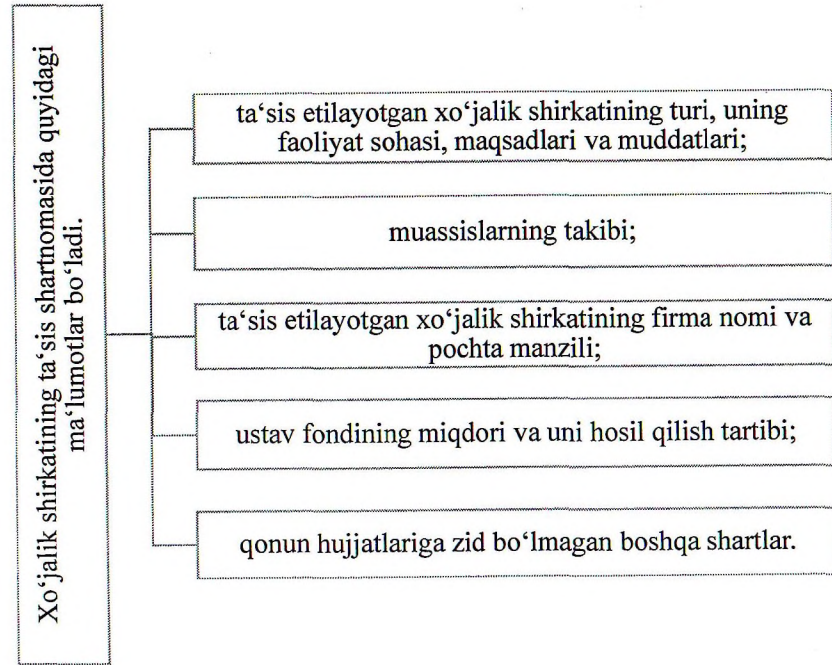 Xo‘jalik shirkatining ta‘sis shartnomasida quyidagi
ma‘lumotlar bo‘ladi.
ta‘sis etilayotgan xo‘jalik shirkatining turi, uning
faoliyat sohasi, maqsadlari va muddatlari;
muassislarning takibi;
ta‘sis etilayotgan xo‘jalik shirkatining firma nomi va
pochta manzili;
ustav fondining miqdori va uni hosil qilish tartibi;
qonun hujjatlariga zid bo‘lmagan boshqa shartlar.